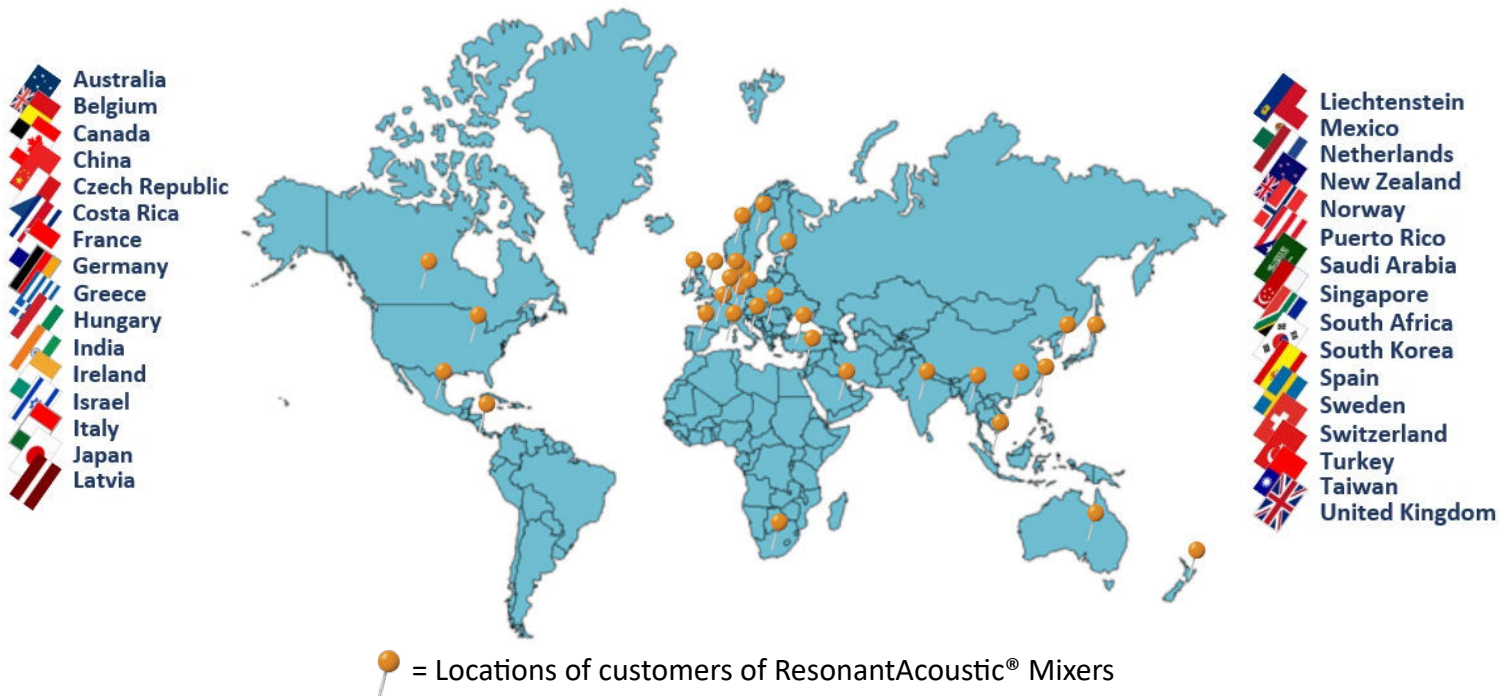 Australia
Belgium
Canada
China
Czech Republic
Costa Rica
France
Germany
Greece
Hungary
India
Ireland
Israel
Italy
Japan
Latvia
Liechtenstein
Mexico
Netherlands
New Zealand
Norway
Puerto Rico
Saudi Arabia
Singapore
South Africa
South Korea
Spain
Sweden
Switzerland
Turkey
Taiwan
United Kingdom
= Locations of customers of ResonantAcoustic® Mixers